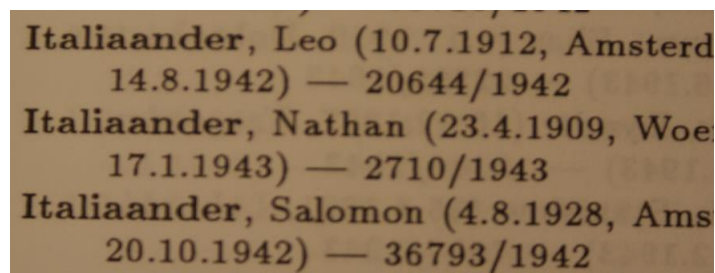 Italiaander, Leo (10.7.1912, Amsterd
14.8.1942) — 20644/1942
Italiaander, Nathan (23.4.1909, Woe
17.1.1943) — 2710/1943
Italiaander, Salomon (4.8.1928, Ams
20.10.1942) — 36793/1942